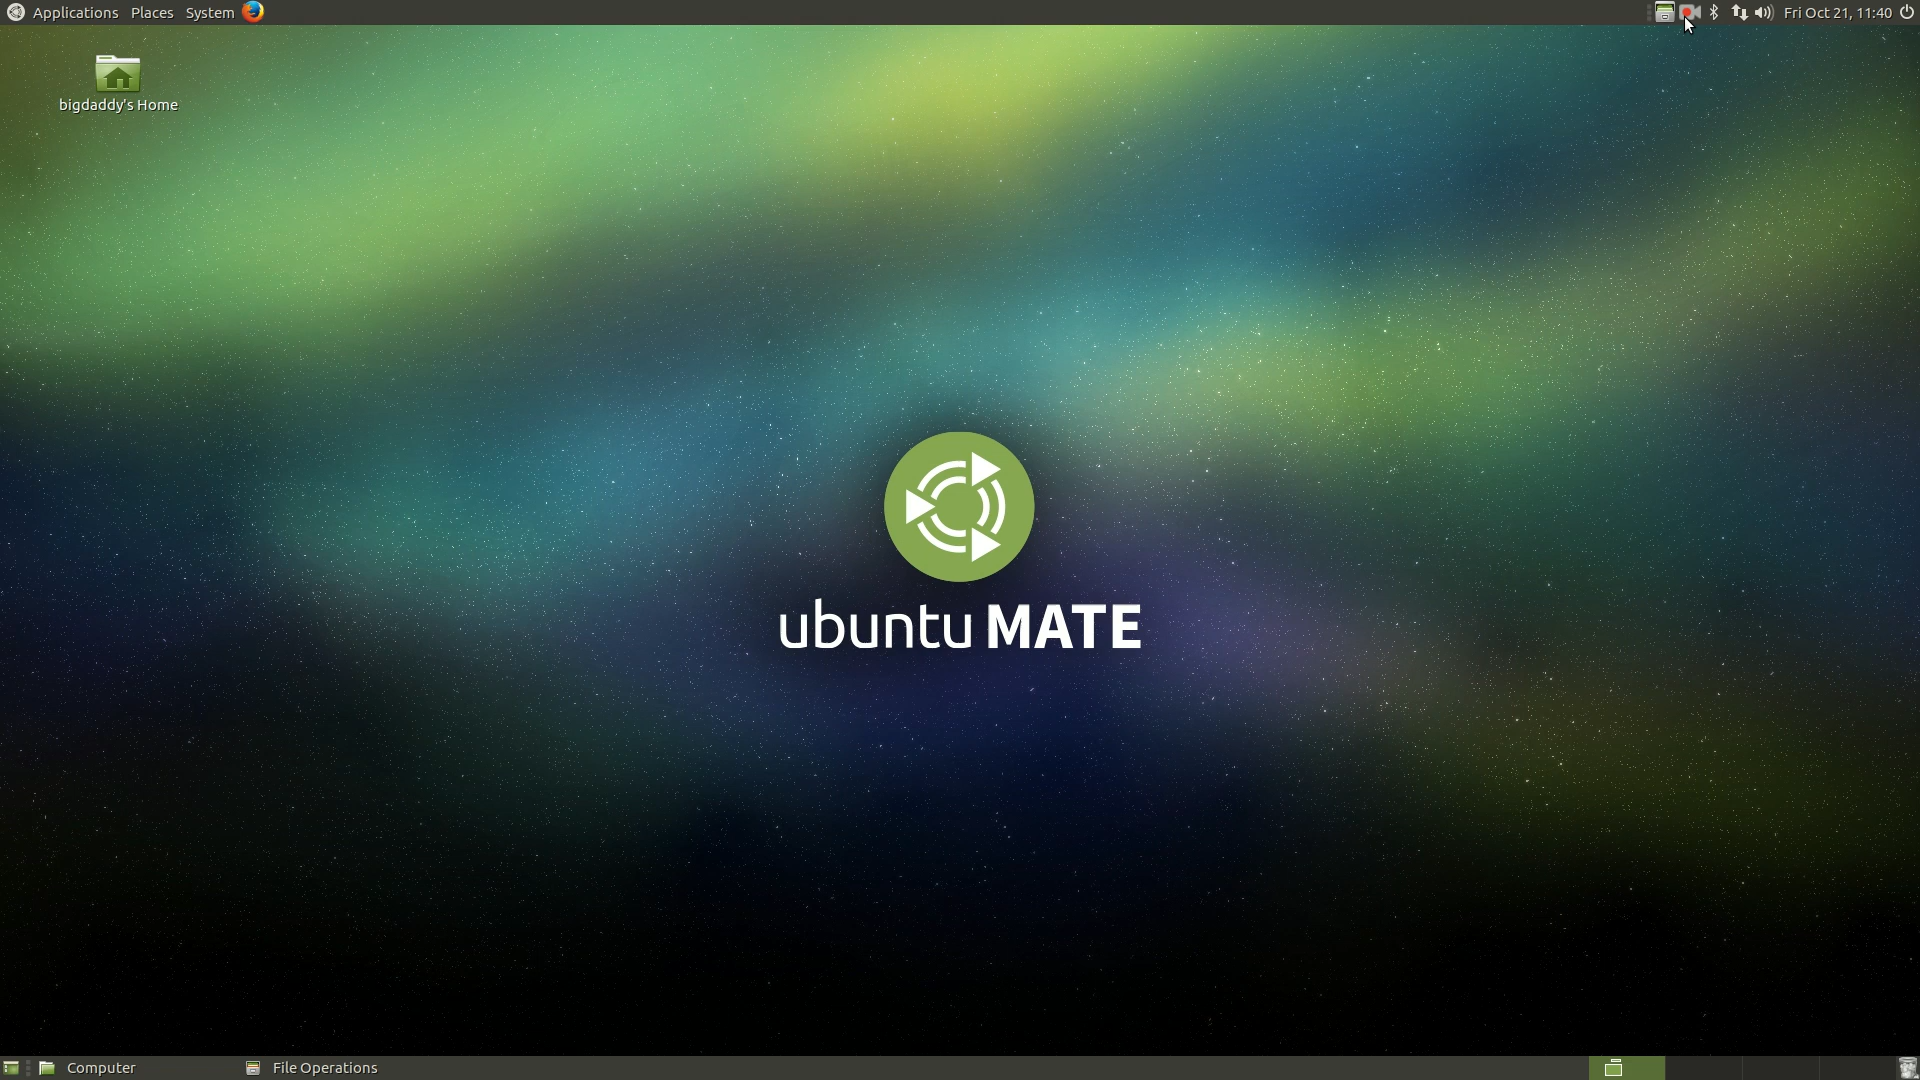 Applications Places System Fri Oct 21, 11:40
bigdaddy's Home
ubuntu MATE
Computer File Operations